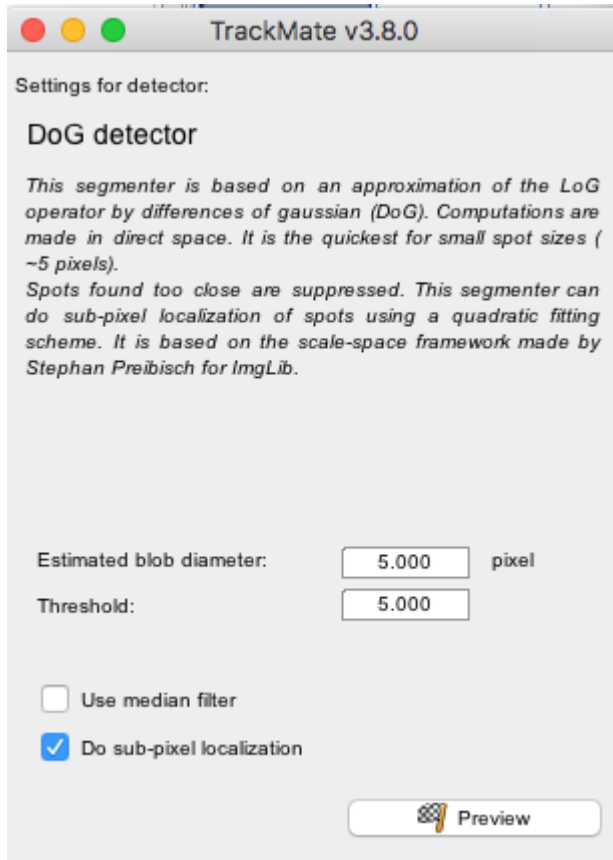 TrackMate v3.8.0
Settings for detector:
DoG detector
This segmenter is based on an approximation of the LoG
operator by differences of gaussian (DoG). Computations are
made in direct space. It is the quickest for small spot sizes (
~5 pixels).
Spots found too close are suppressed. This segmenter can
do sub-pixel localization of spots using a quadratic fitting
scheme. It is based on the scale-space framework made by
Stephan Preibisch for ImgLib.
Estimated blob diameter: 5.000 pixel
Threshold: 5.000
Use median filter
Do sub-pixel localization
Preview